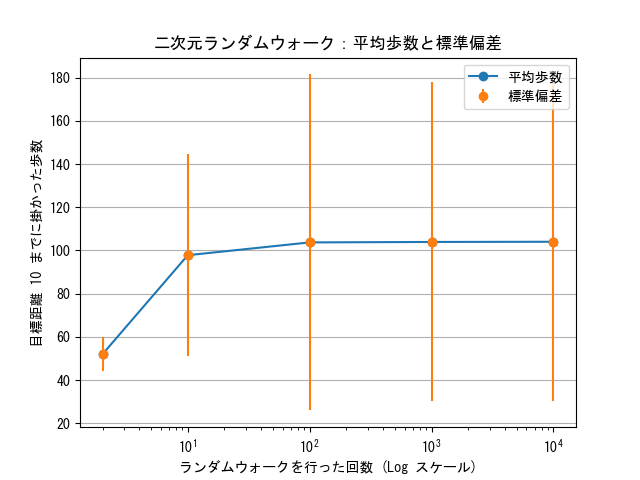 二次元ランダムウォーク：平均歩数と標準偏差
平均歩数
標準偏差
180
160
140
120
100
80
60
40
20
目標距離 10 までに掛かった歩数
10¹
10²
10³
10⁴
ランダムウォークを行った回数 (Log スケール)